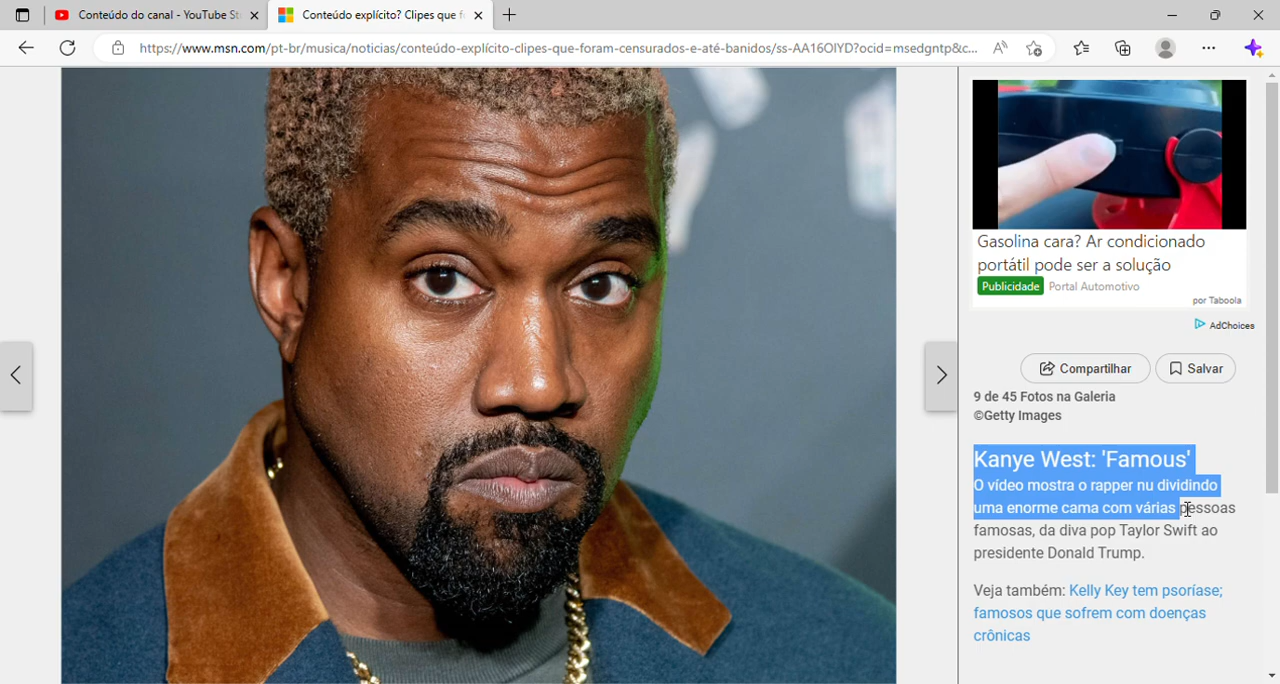 Conteúdo do canal - YouTube St
Conteúdo explícito? Clipes que f
https://www.msn.com/pt-br/musica/noticias/conteúdo-explícito-clipes-que-foram-censurados-e-até-banidos/ss-AA16OIYD?ocid=msedgntp&c...
Gasolina cara? Ar condicionado
portátil pode ser a solução
Publicidade Portal Automotivo
por Taboola
AdChoices
Compartilhar Salvar
9 de 45 Fotos na Galeria
©Getty Images
Kanye West: 'Famous'
O vídeo mostra o rapper nu dividindo
uma enorme cama com várias pessoas
famosas, da diva pop Taylor Swift ao
presidente Donald Trump.
Veja também: Kelly Key tem psoríase;
famosos que sofrem com doenças
crônicas